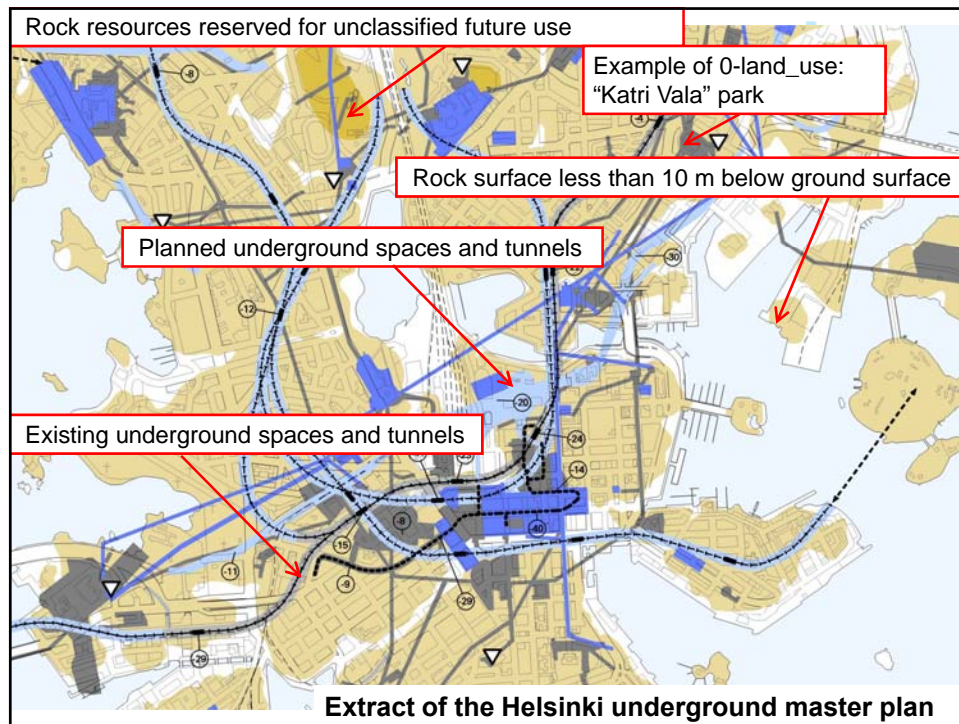 Rock resources reserved for unclassified future use
-8
Example of 0-land_use:
“Katri Vala” park
Rock surface less than 10 m below ground surface
Planned underground spaces and tunnels
-30
-12
-20
Existing underground spaces and tunnels
-24
-14
-8
-40
-15
-11
-9
-29
-29
Extract of the Helsinki underground master plan